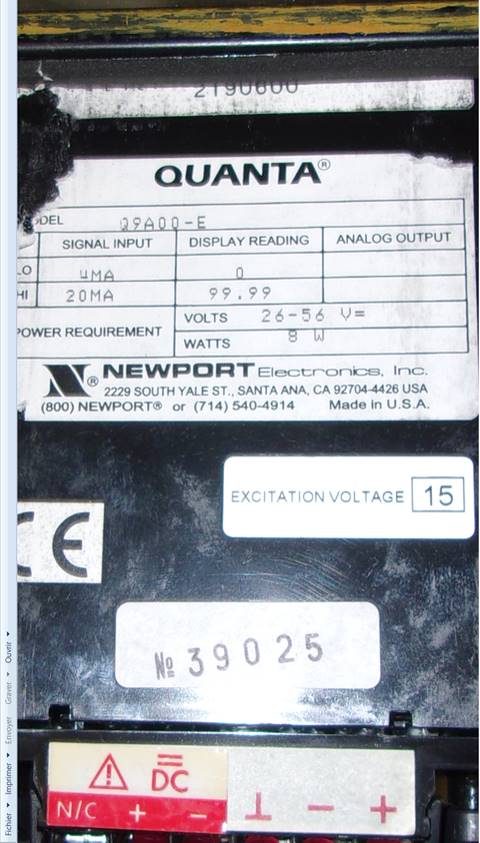 2190600
QUANTA®
Q9A00-E
SIGNAL INPUT DISPLAY READING ANALOG OUTPUT
4MA 0
HI 20MA 99.99
POWER REQUIREMENT VOLTS 26-56 V=
WATTS 8 W
N® NEWPORT Electronics, Inc.
2229 SOUTH YALE ST., SANTA ANA, CA 92704-4426 USA
(800) NEWPORT® or (714) 540-4914 Made in U.S.A.
EXCITATION VOLTAGE 15
CE
№ 39025
DC
N/C + − ⊥ − +
Fichier Imprimer Envoyer Graver Ouvrir